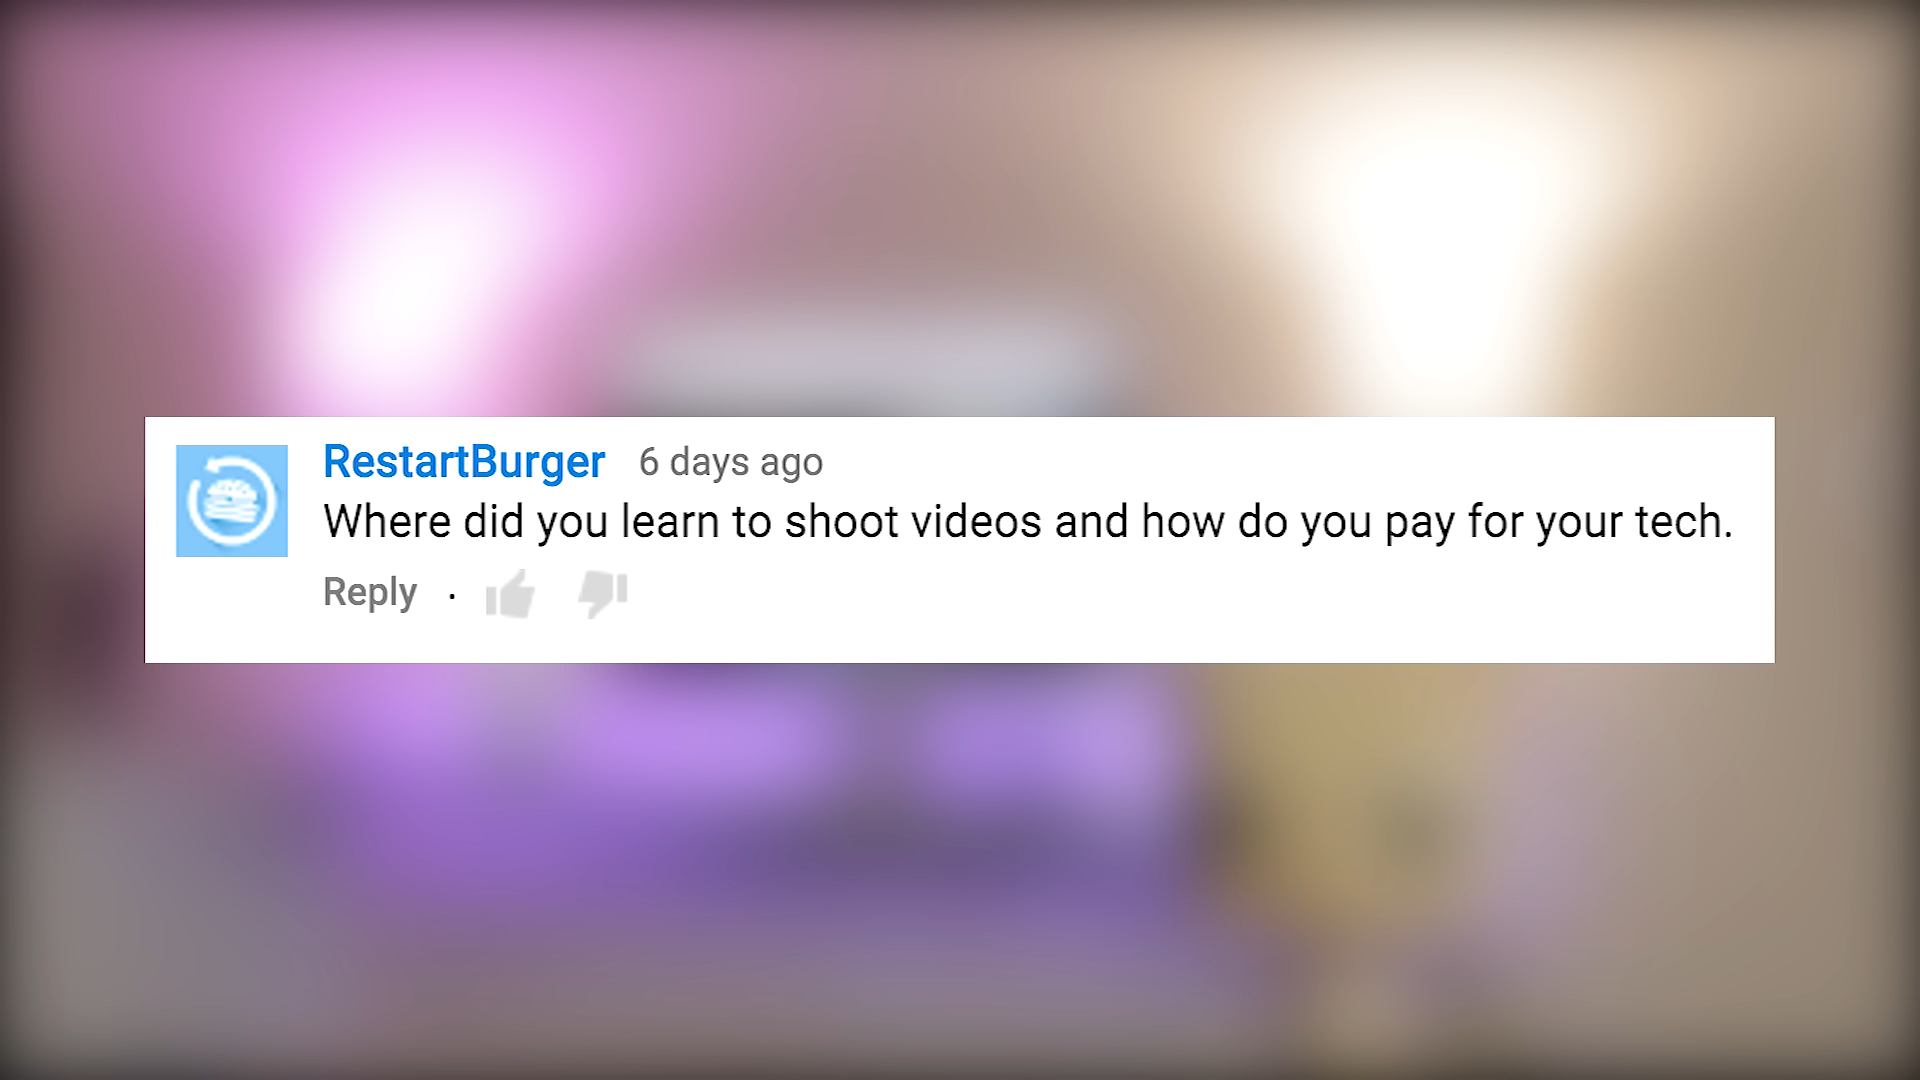 RestartBurger 6 days ago
Where did you learn to shoot videos and how do you pay for your tech.
Reply ·